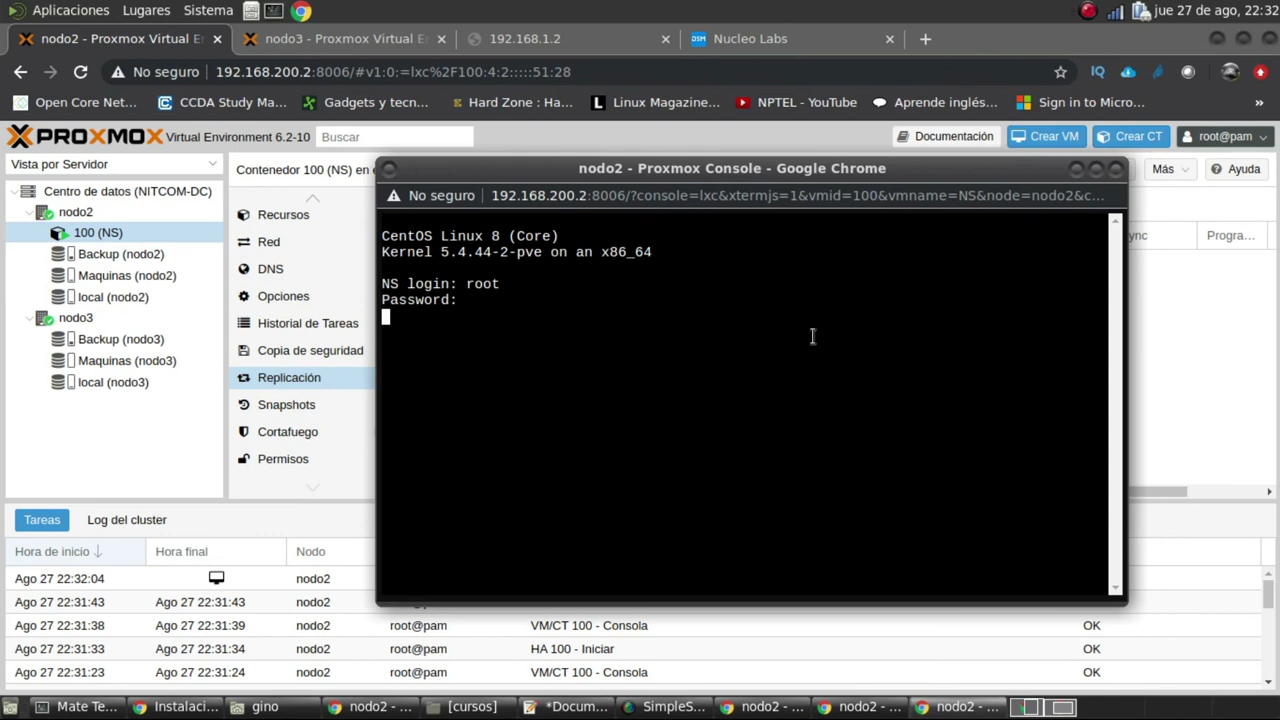 Aplicaciones Lugares Sistema
jue 27 de ago, 22:32
nodo2 - Proxmox Virtual E
nodo3 - Proxmox Virtual E
192.168.1.2
DSM
Nucleo Labs
No seguro
192.168.200.2:8006/#v1:0:=lxc%2F100:4:2:::::51:28
IQ
Open Core Net...
CCDA Study Ma...
Gadgets y tecn...
Hard Zone : Ha...
Linux Magazine...
NPTEL - YouTube
Aprende inglés...
Sign in to Micro...
»
PROXMOX
Virtual Environment 6.2-10
Buscar
Documentación
Crear VM
Crear CT
root@pam
Vista por Servidor
Contenedor 100 (NS) en
Más
Ayuda
Centro de datos (NITCOM-DC)
nodo2
100 (NS)
Backup (nodo2)
Maquinas (nodo2)
local (nodo2)
nodo3
Backup (nodo3)
Maquinas (nodo3)
local (nodo3)
Recursos
Red
DNS
Opciones
Historial de Tareas
Copia de seguridad
Replicación
Snapshots
Cortafuego
Permisos
nodo2 - Proxmox Console - Google Chrome
No seguro
192.168.200.2:8006/?console=lxc&xtermjs=1&vmid=100&vmname=NS&node=nodo2&c...
CentOS Linux 8 (Core)
Kernel 5.4.44-2-pve on an x86_64
NS login: root
Password:
ync
Progra...
Tareas
Log del cluster
Hora de inicio
Hora final
Nodo
Ago 27 22:32:04 nodo2
Ago 27 22:31:43 Ago 27 22:31:43 nodo2
Ago 27 22:31:38 Ago 27 22:31:39 nodo2 root@pam VM/CT 100 - Consola OK
Ago 27 22:31:33 Ago 27 22:31:34 nodo2 root@pam HA 100 - Iniciar OK
Ago 27 22:31:23 Ago 27 22:31:24 nodo2 root@pam VM/CT 100 - Consola OK
Mate Te...
Instalaci...
gino
nodo2 - ...
[cursos]
*Docum...
SimpleS...
nodo2 - ...
nodo2 - ...
nodo2 - ...